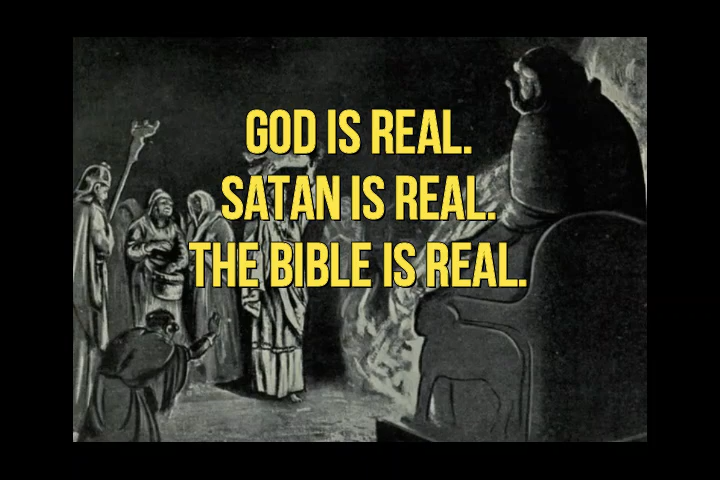 GOD IS REAL.
SATAN IS REAL.
THE BIBLE IS REAL.